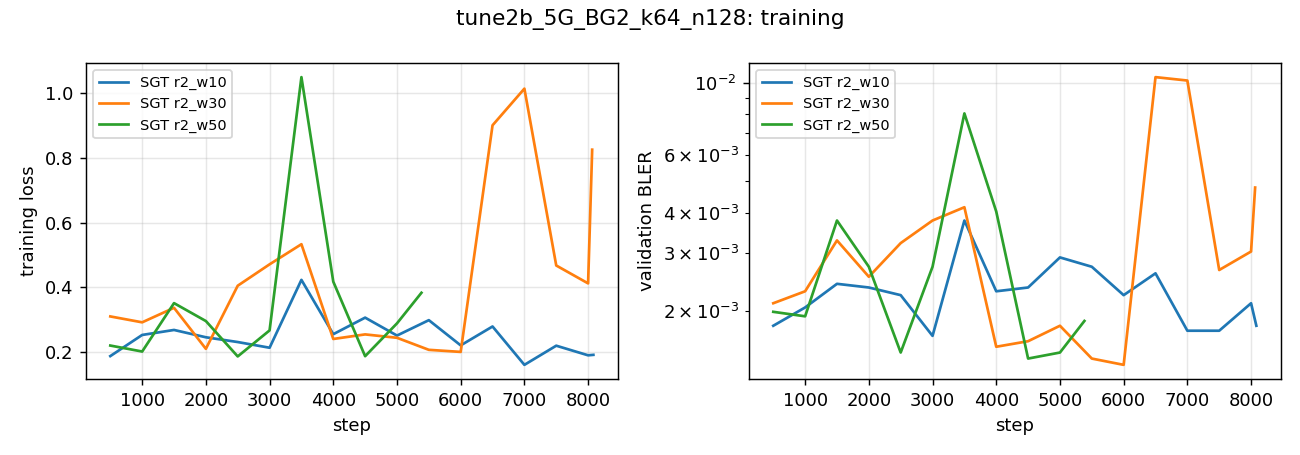 tune2b_5G_BG2_k64_n128: training
SGT r2_w10
SGT r2_w30
SGT r2_w50
1.0
0.8
0.6
0.4
0.2
training loss
1000 2000 3000 4000 5000 6000 7000 8000
step
SGT r2_w10
SGT r2_w30
SGT r2_w50
10⁻²
6 × 10⁻³
4 × 10⁻³
3 × 10⁻³
2 × 10⁻³
validation BLER
1000 2000 3000 4000 5000 6000 7000 8000
step